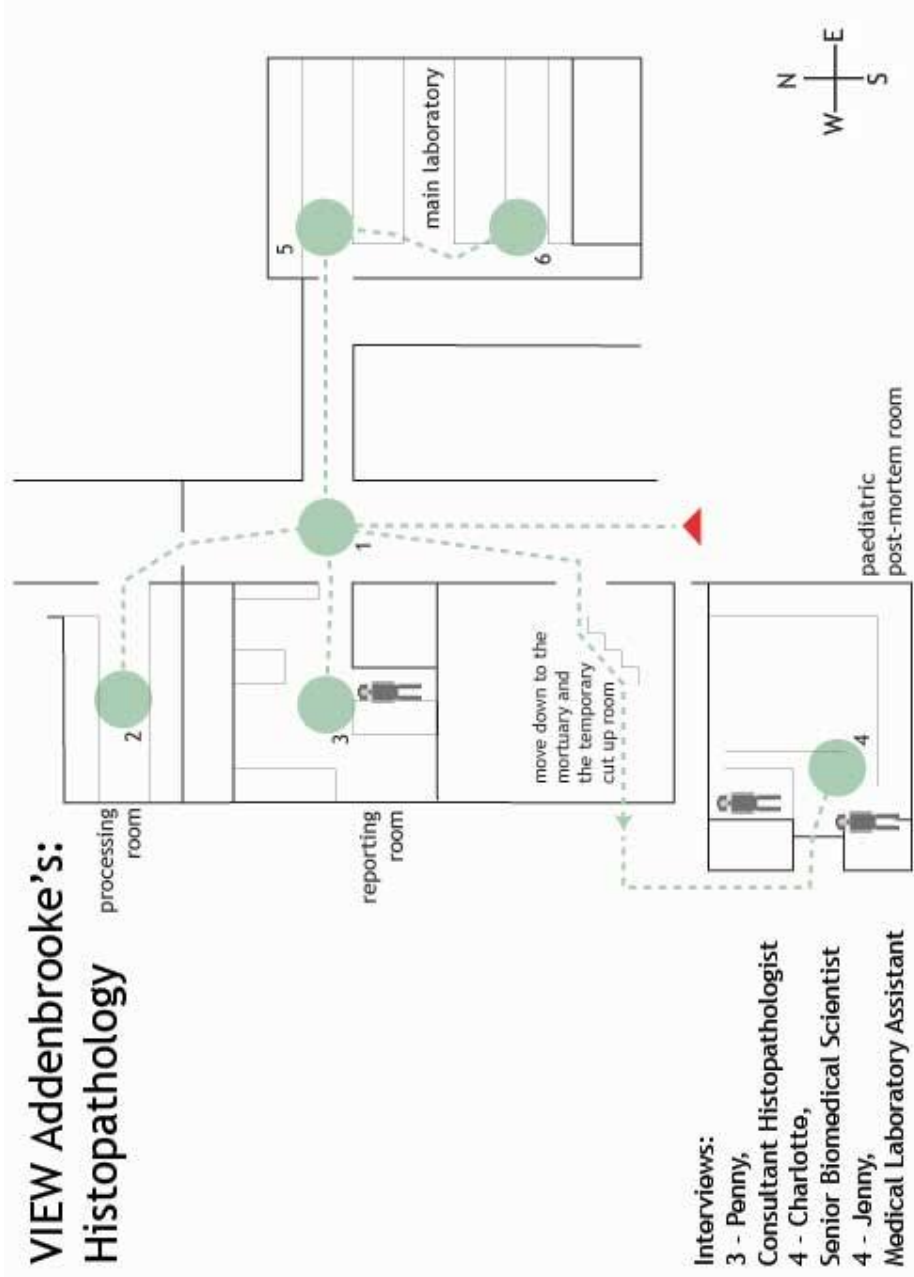 VIEW Addenbrooke's:
Histopathology
processing
room
2
reporting
room
3
1
5
main laboratory
6
N
W
E
S
move down to the
mortuary and
the temporary
cut up room
4
paediatric
post-mortem room
Interviews:
3 - Penny,
Consultant Histopathologist
4 - Charlotte,
Senior Biomedical Scientist
4 - Jenny,
Medical Laboratory Assistant